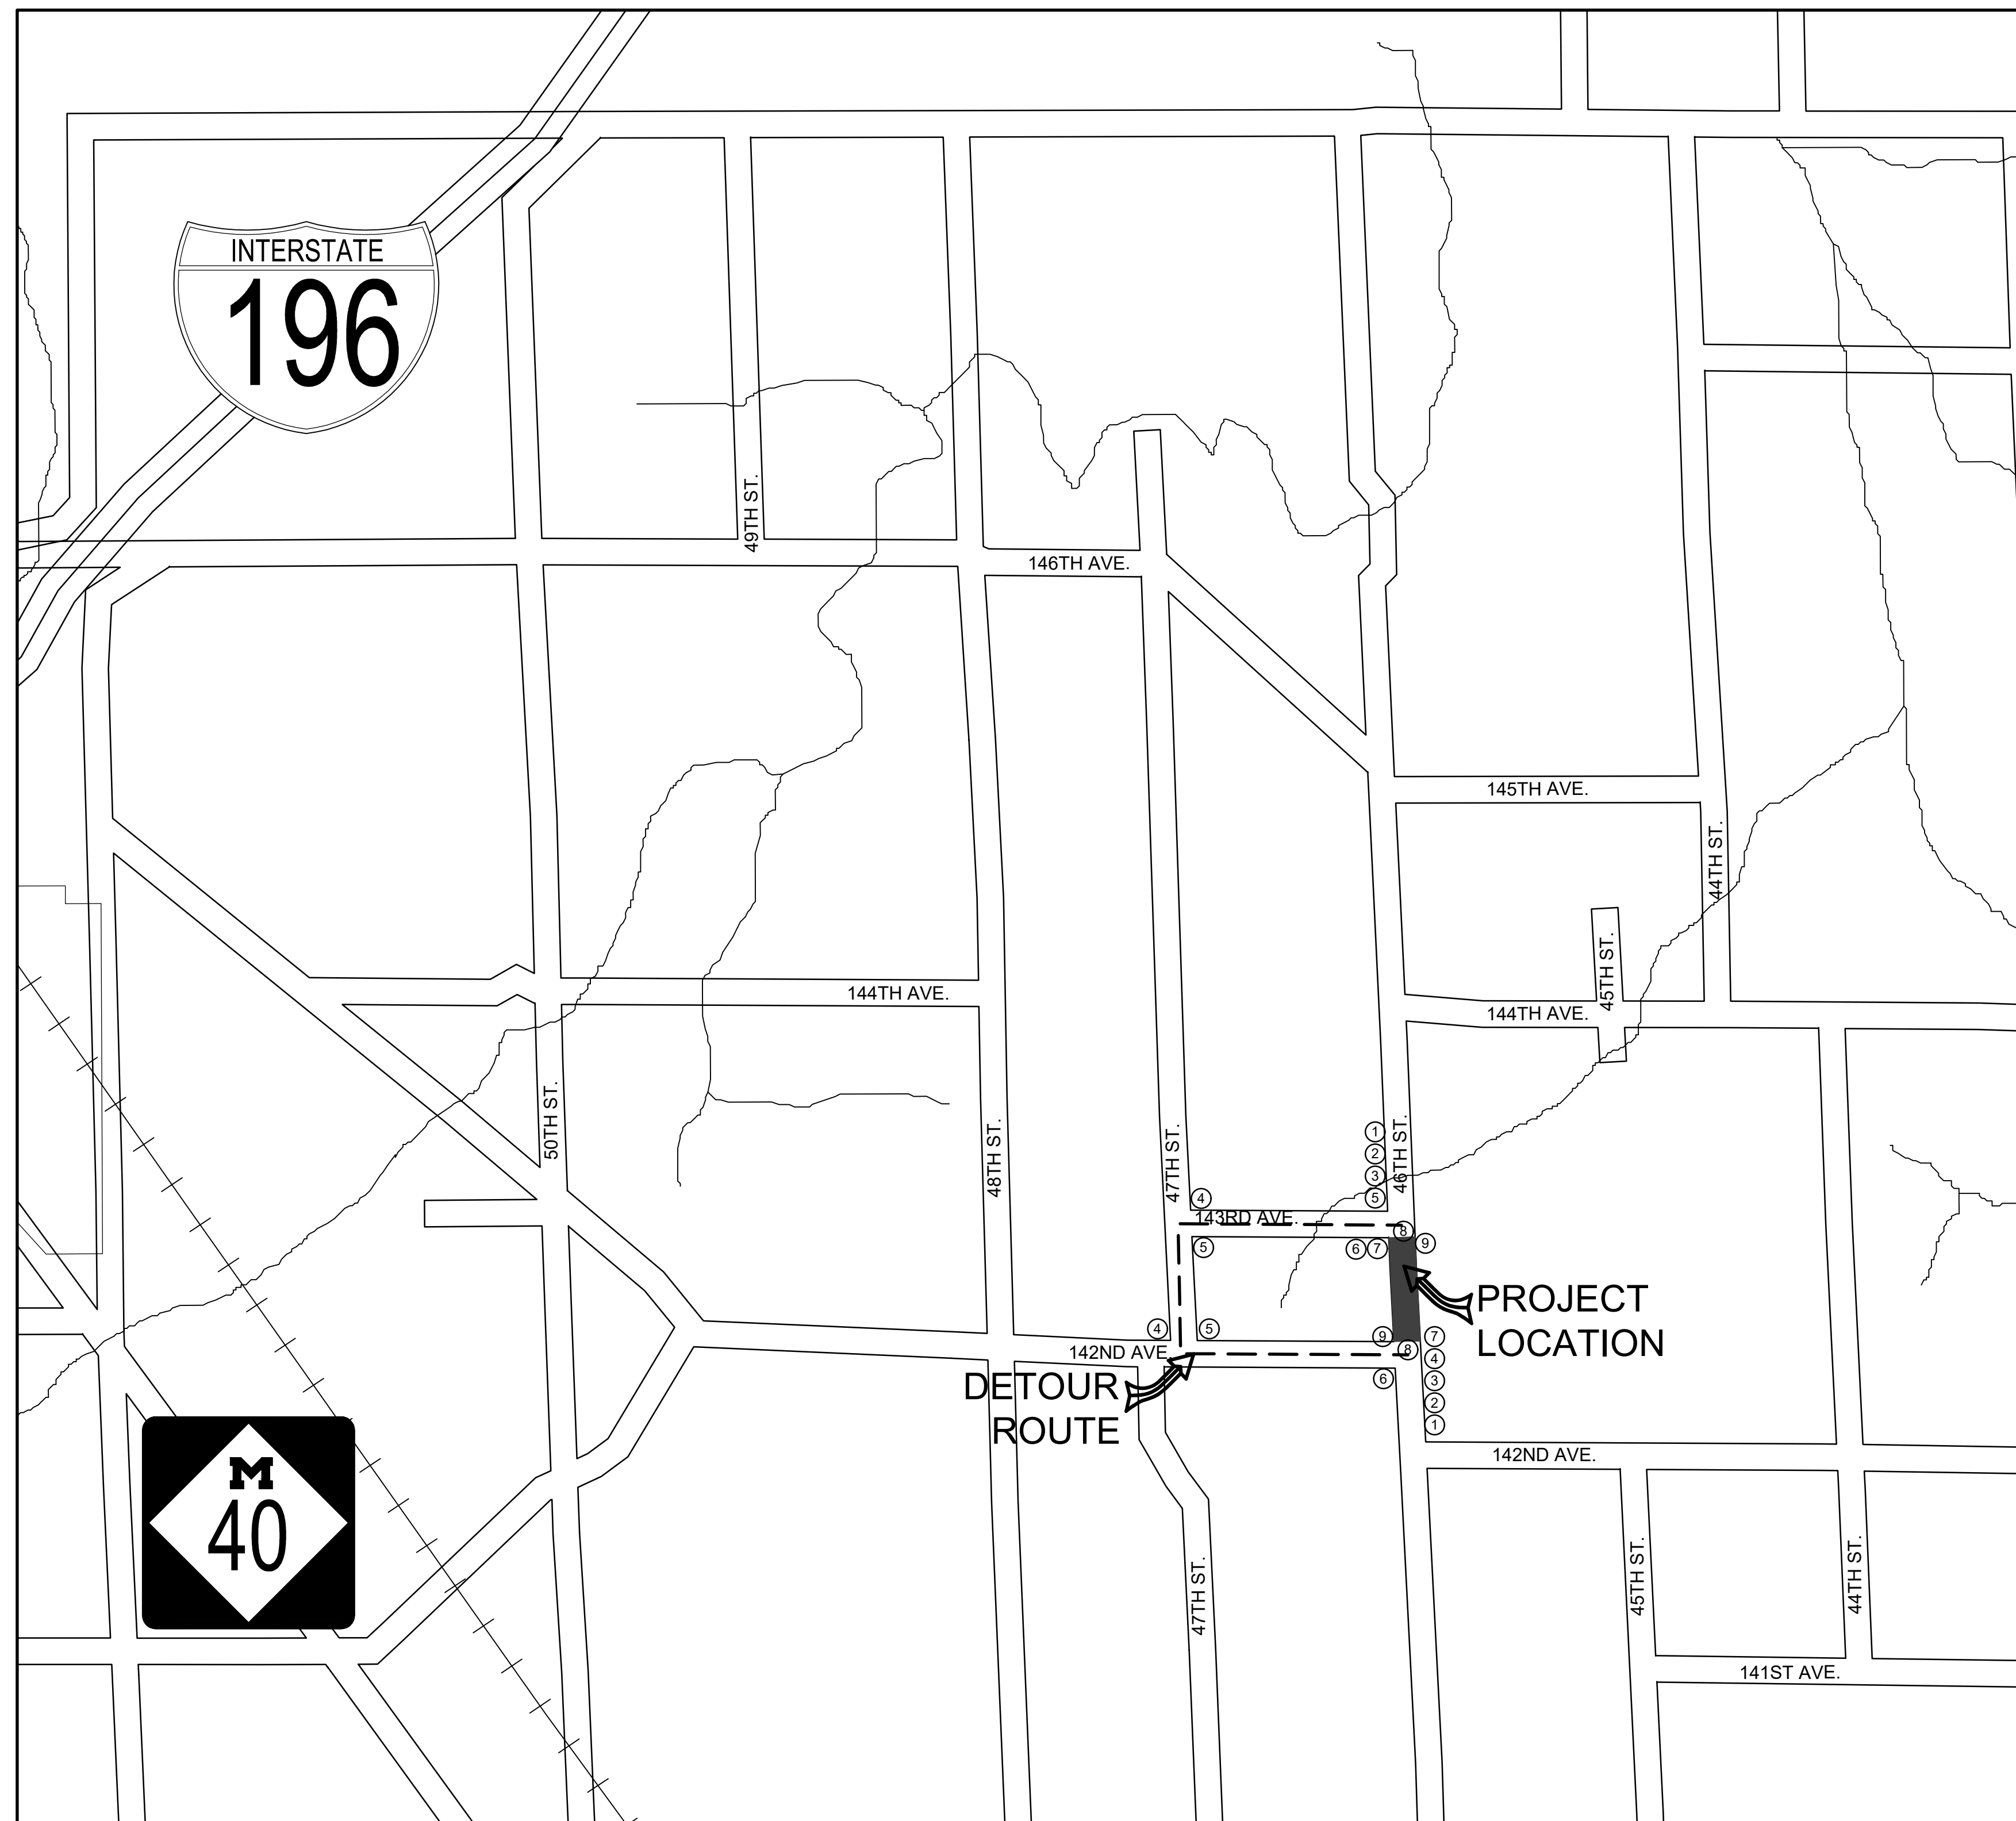 INTERSTATE
196
49TH ST.
146TH AVE.
145TH AVE.
44TH ST.
45TH ST.
144TH AVE.
144TH AVE.
50TH ST.
48TH ST.
47TH ST.
46TH ST.
1
2
3
5
4
143RD AVE.
8
9
5
6
7
PROJECT
LOCATION
4
5
9
8
7
4
3
2
1
6
142ND AVE.
DETOUR
ROUTE
M
40
142ND AVE.
47TH ST.
45TH ST.
44TH ST.
141ST AVE.